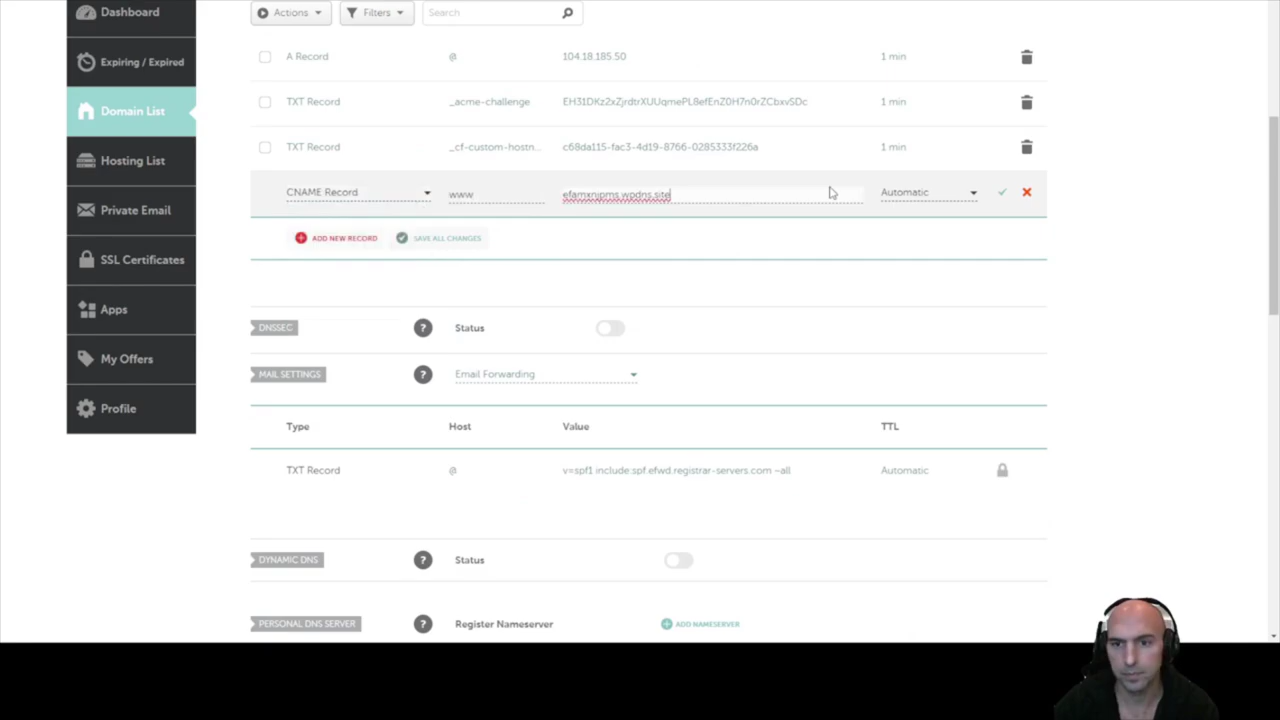 Dashboard
Expiring / Expired
Domain List
Hosting List
Private Email
SSL Certificates
Apps
My Offers
Profile
Actions Filters Search
A Record @ 104.18.185.50 1 min
TXT Record _acme-challenge EH31DKz2xZjrdtrXUUqmePL8efEnZ0H7n0rZCbxvSDc 1 min
TXT Record _cf-custom-hostn... c68da115-fac3-4d19-8766-0285333f226a 1 min
CNAME Record www efamxnjpms.wpdns.site Automatic
ADD NEW RECORD SAVE ALL CHANGES
DNSSEC ? Status
MAIL SETTINGS ? Email Forwarding
Type Host Value TTL
TXT Record @ v=spf1 include:spf.efwd.registrar-servers.com ~all Automatic
DYNAMIC DNS ? Status
PERSONAL DNS SERVER ? Register Nameserver ADD NAMESERVER